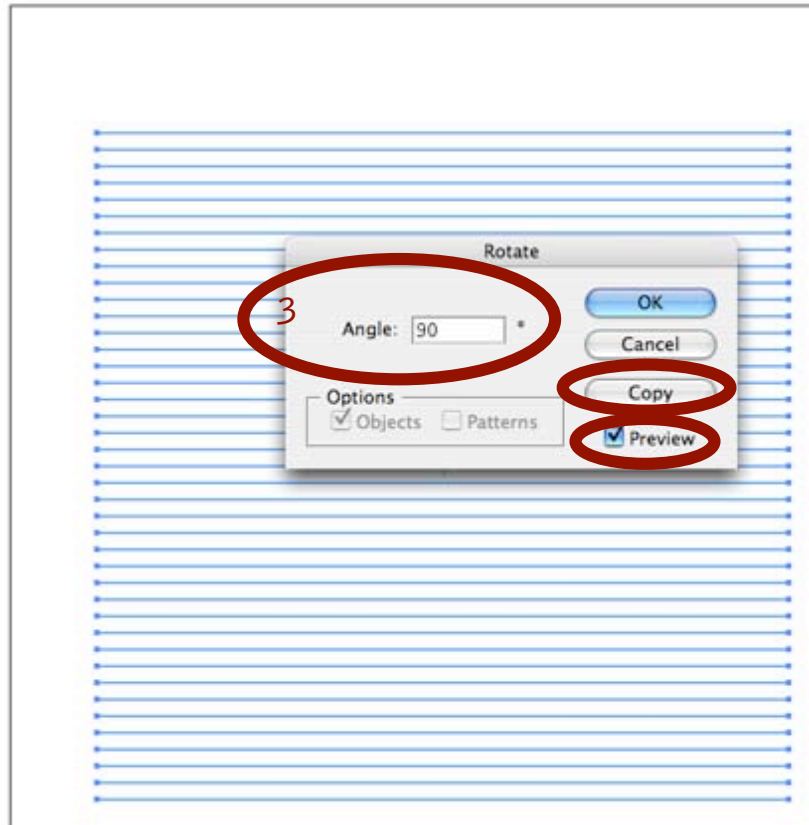 Rotate
3
Angle: 90 °
OK
Cancel
Copy
Options
Objects Patterns
Preview